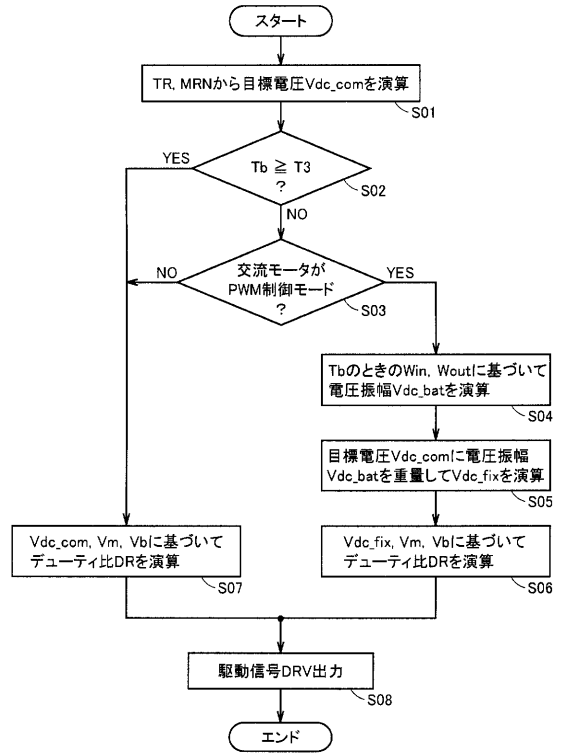 スタート
TR, MRNから目標電圧Vdc_comを演算
S01
YES
Tb ≧ T3
?
S02
NO
NO
交流モータが
PWM制御モード
?
YES
S03
TbのときのWin, Woutに基づいて
電圧振幅Vdc_batを演算
S04
目標電圧Vdc_comに電圧振幅
Vdc_batを重量してVdc_fixを演算
S05
Vdc_com, Vm, Vbに基づいて
デューティ比DRを演算
S07
Vdc_fix, Vm, Vbに基づいて
デューティ比DRを演算
S06
駆動信号DRV出力
S08
エンド